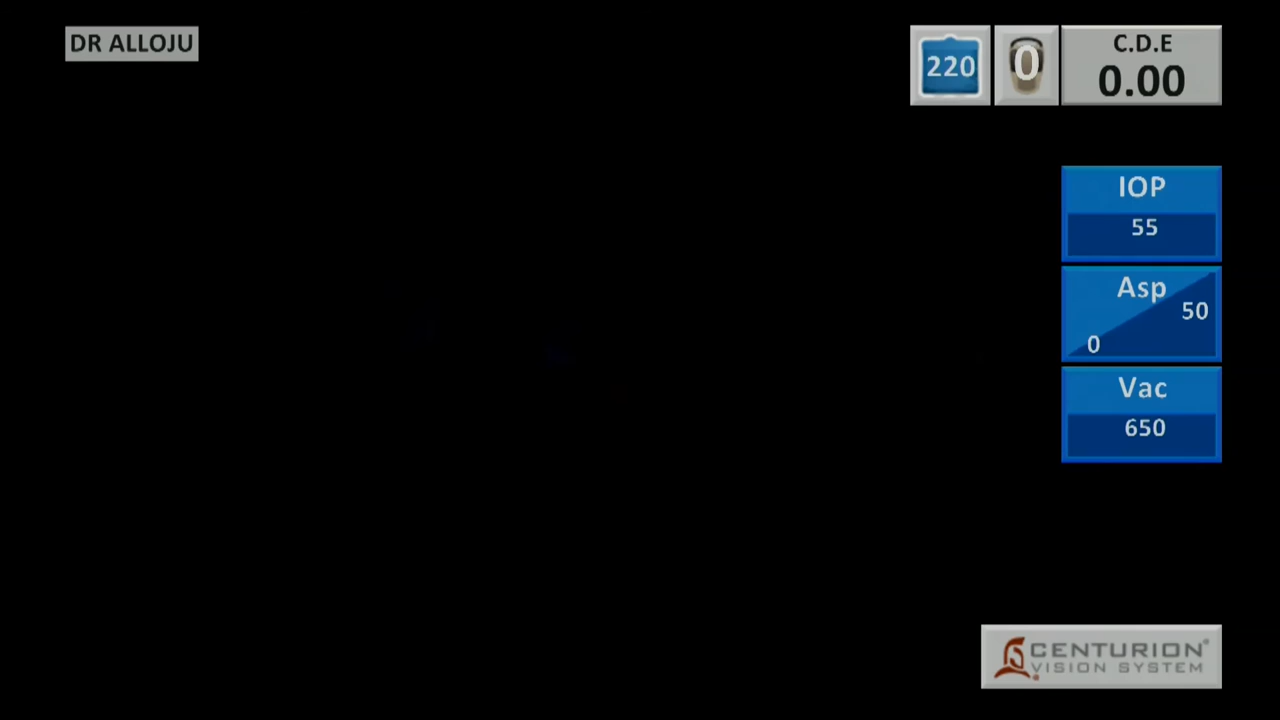 DR ALLOJU
220
0
C.D.E
0.00
IOP
55
Asp
50
0
Vac
650
CENTURION®
VISION SYSTEM